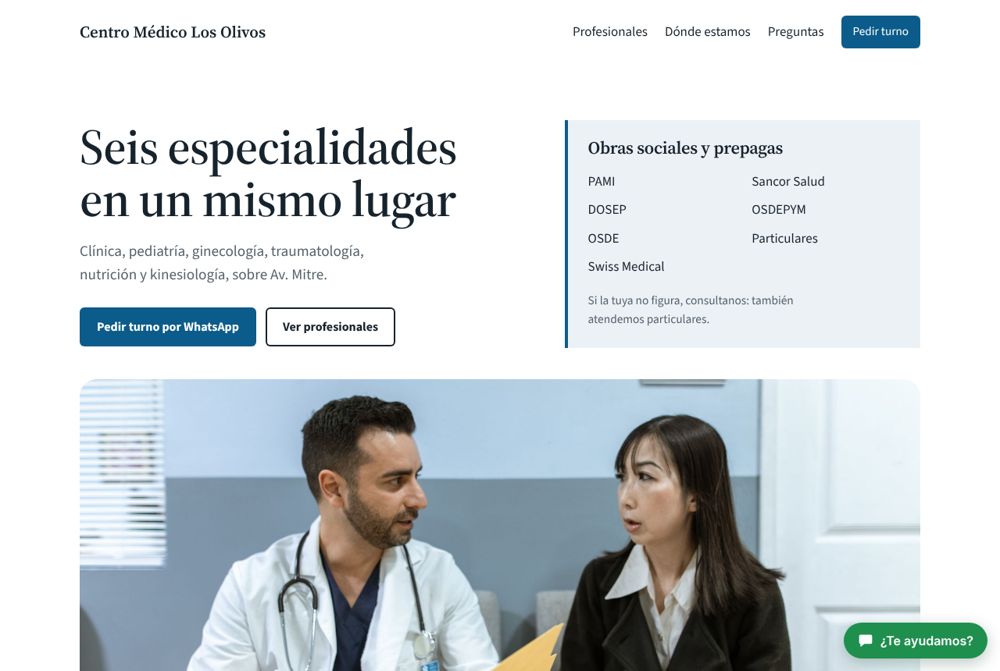 Centro Médico Los Olivos
Profesionales
Dónde estamos
Preguntas
Pedir turno
Seis especialidades
en un mismo lugar
Clínica, pediatría, ginecología, traumatología,
nutrición y kinesiología, sobre Av. Mitre.
Pedir turno por WhatsApp
Ver profesionales
Obras sociales y prepagas
PAMI
DOSEP
OSDE
Swiss Medical
Sancor Salud
OSDEPYM
Particulares
Si la tuya no figura, consultanos: también
atendemos particulares.
¿Te ayudamos?